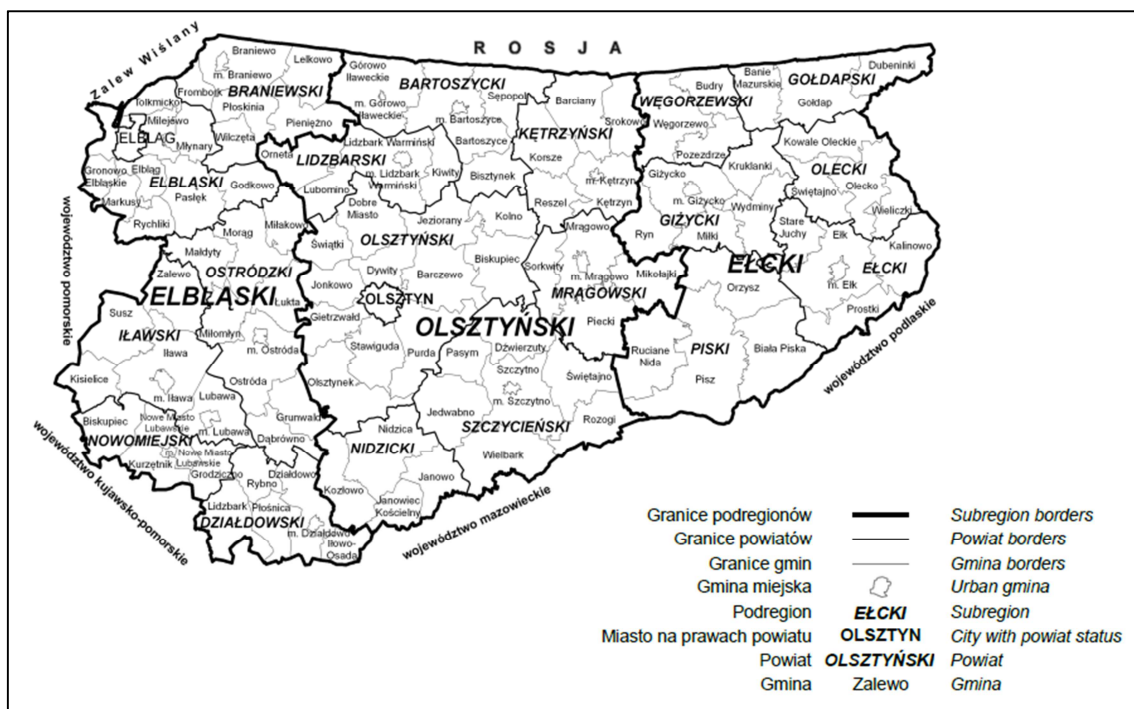 Zalew Wiślany
ROSJA
Braniewo
Lelkowo
m. Braniewo
Frombork
BRANIEWSKI
Płoskinia
Pieniężno
Wilczęta
Tolkmicko
Milejewo
ELBLĄG
Młynary
Gronowo
Elbląskie
Elbląg
ELBLĄSKI
Pasłęk
Godkowo
Markusy
Rychliki
Górowo
Iławeckie
BARTOSZYCKI
Sępopol
m. Górowo
Iławeckie
m. Bartoszyce
Bartoszyce
Bisztynek
Barciany
KĘTRZYŃSKI
Srokowo
Korsze
m. Kętrzyn
Reszel
Kętrzyn
Budry
WĘGORZEWSKI
Węgorzewo
Pozezdrze
Banie
Mazurskie
GOŁDAPSKI
Dubeninki
Gołdap
Kowale Oleckie
OLECKI
Świętajno
Olecko
Wieliczki
Kruklanki
Giżycko
m. Giżycko
Wydminy
GIŻYCKI
Ryn
Miłki
Orneta
Lidzbark Warmiński
LIDZBARSKI
m. Lidzbark
Warmiński
Kiwity
Lubomino
Dobre
Miasto
Jeziorany
Kolno
Świątki
OLSZTYŃSKI
Biskupiec
Dywity
Barczewo
Jonkowo
OLSZTYN
Gietrzwałd
Stawiguda
Purda
Olsztynek
OLSZTYŃSKI
Mrągowo
Sorkwity
m. Mrągowo
Mikołajki
MRĄGOWSKI
Piecki
Stare
Juchy
Ełk
Kalinowo
EŁCKI
EŁCKI
m. Ełk
Prostki
Orzysz
Ruciane
Nida
PISKI
Biała Piska
Pisz
Morąg
Miłakowo
Małdyty
Zalewo
OSTRÓDZKI
ELBLĄSKI
Łukta
Miłomłyn
m. Ostróda
Ostróda
Grunwald
Dąbrówno
Susz
IŁAWSKI
Iława
Kisielice
m. Iława
Lubawa
m. Lubawa
Biskupiec
Nowe Miasto
Lubawskie
NOWOMIEJSKI
m. Nowe Miasto
Lubawskie
Kurzętnik
Grodziczno
Rybno
Działdowo
Lidzbark
Płośnica
DZIAŁDOWSKI
m. Działdowo
Iłowo-
Osada
Nidzica
NIDZICKI
Janowo
Kozłowo
Janowiec
Kościelny
Pasym
Dźwierzuty
Szczytno
Świętajno
m. Szczytno
Jedwabno
SZCZYCIEŃSKI
Rozogi
Wielbark
województwo pomorskie
województwo kujawsko-pomorskie
województwo mazowieckie
województwo podlaskie
Granice podregionów Subregion borders
Granice powiatów Powiat borders
Granice gmin Gmina borders
Gmina miejska Urban gmina
Podregion EŁCKI Subregion
Miasto na prawach powiatu OLSZTYN City with powiat status
Powiat OLSZTYŃSKI Powiat
Gmina Zalewo Gmina